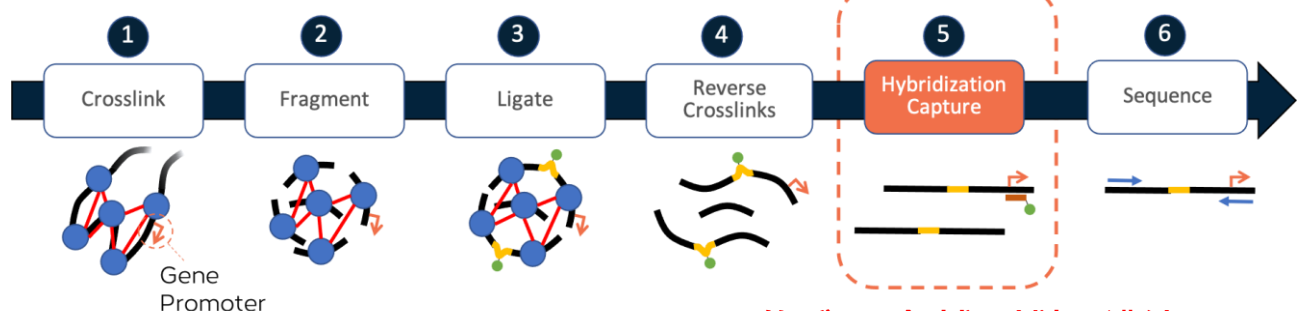 1
2
3
4
5
6
Crosslink
Fragment
Ligate
Reverse
Crosslinks
Hybridization
Capture
Sequence
Gene
Promoter